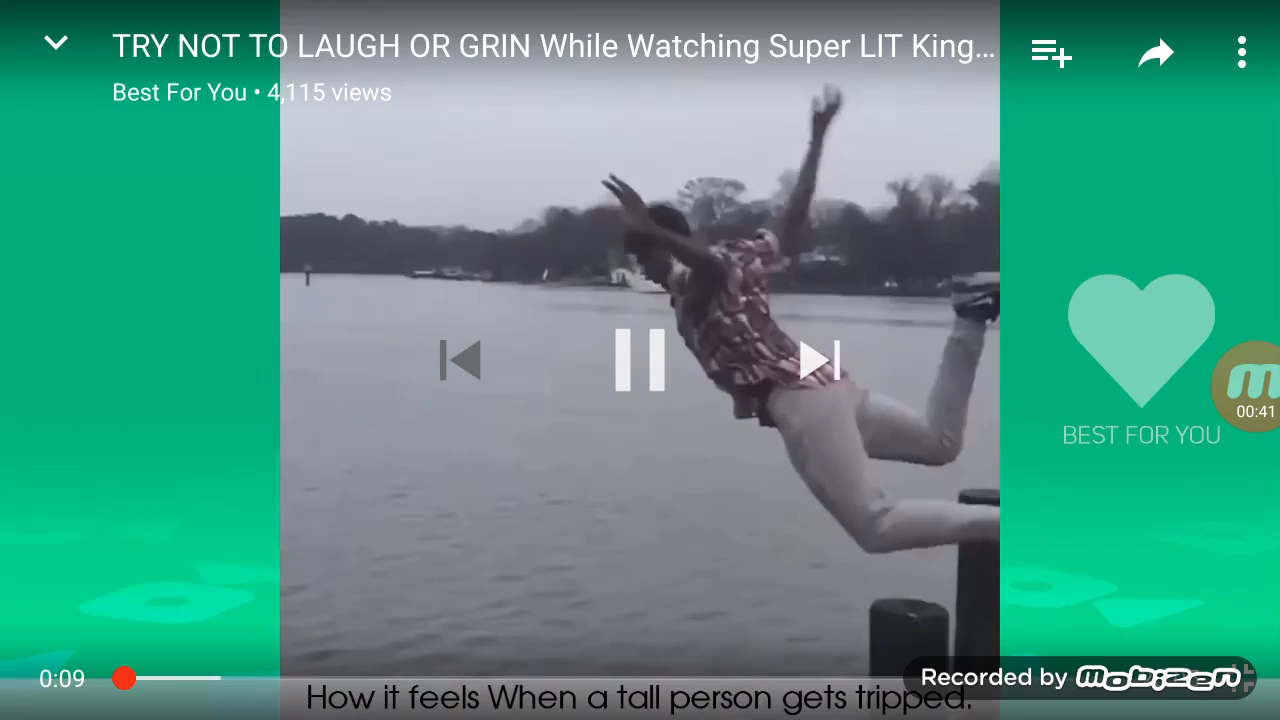 TRY NOT TO LAUGH OR GRIN While Watching Super LIT King...
Best For You • 4,115 views
BEST FOR YOU
00:41
0:09
Recorded by mobizen
How it feels When a tall person gets tripped.